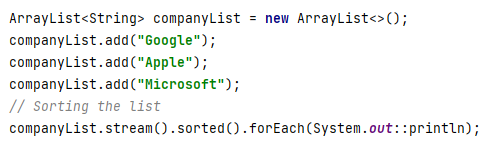 ArrayList<String> companyList = new ArrayList<>();
companyList.add("Google");
companyList.add("Apple");
companyList.add("Microsoft");
// Sorting the list
companyList.stream().sorted().forEach(System.out::println);